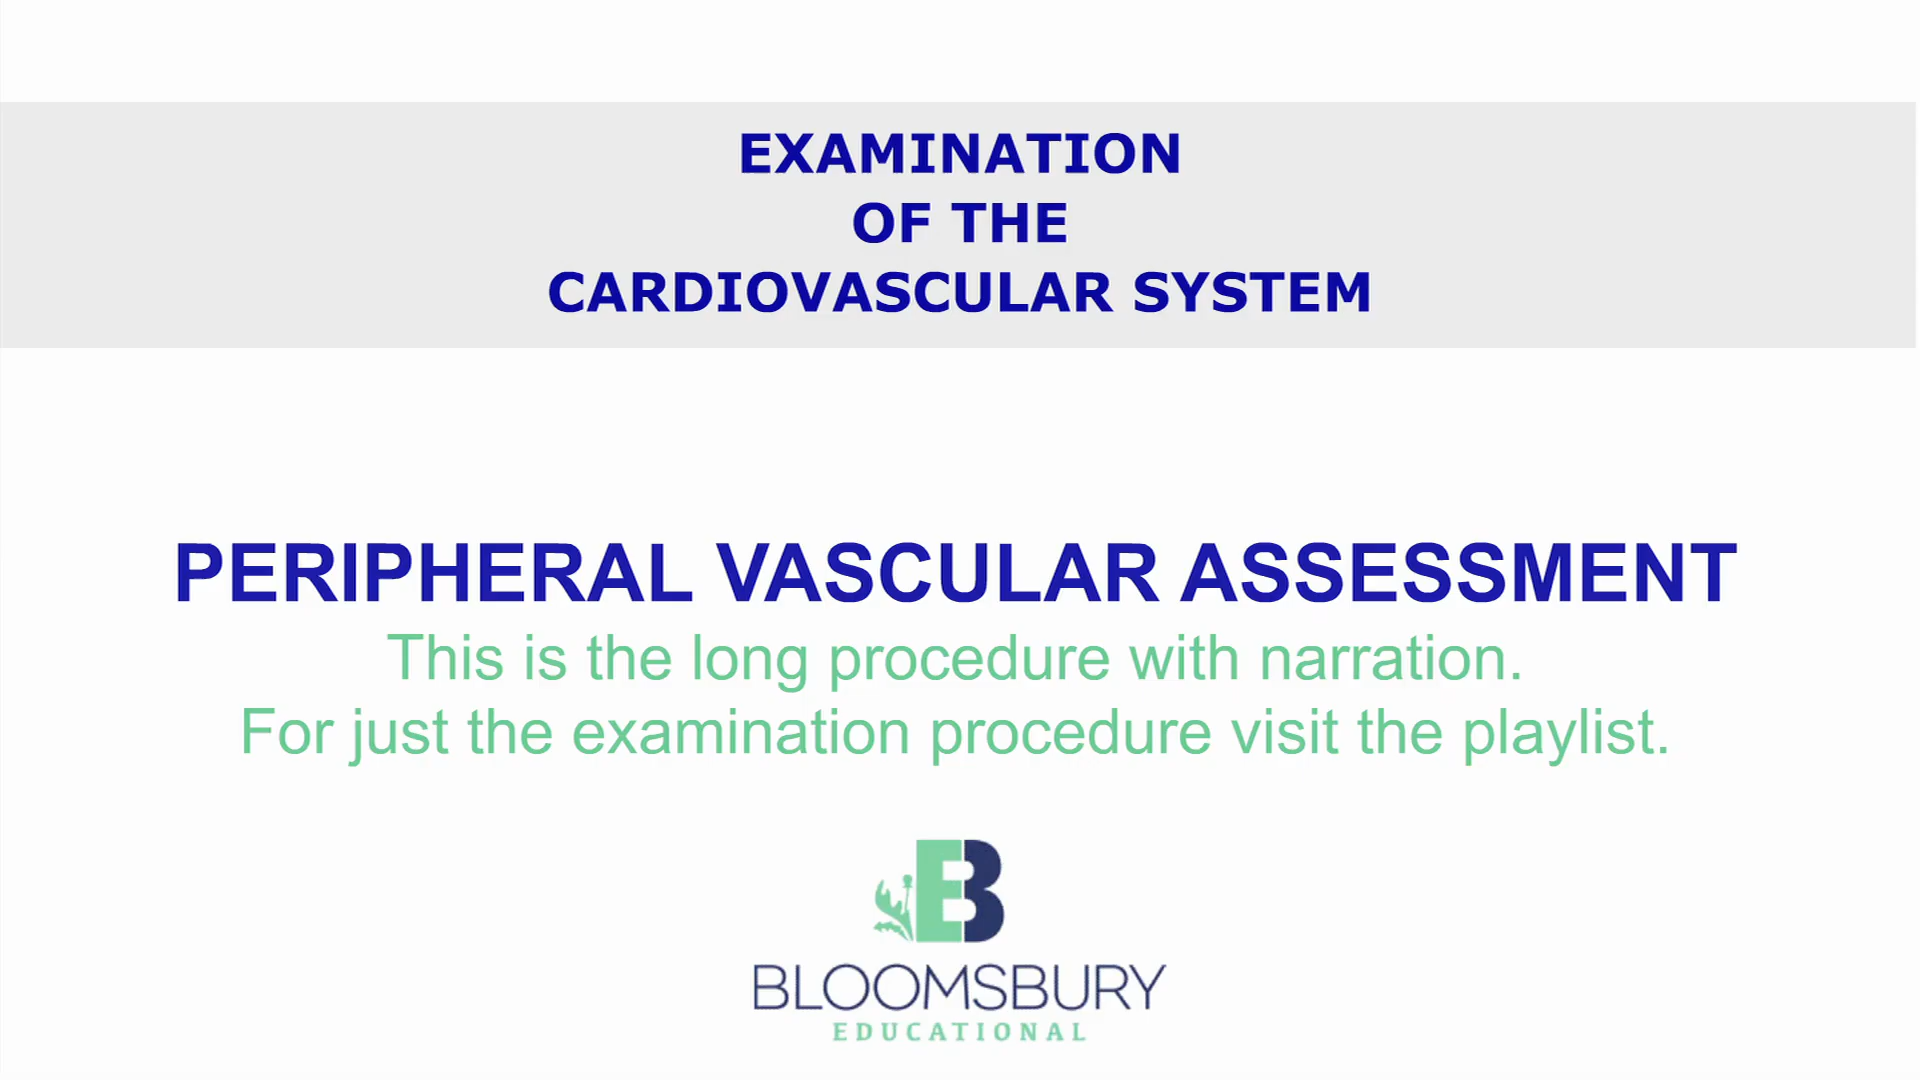 EXAMINATION
OF THE
CARDIOVASCULAR SYSTEM
PERIPHERAL VASCULAR ASSESSMENT
This is the long procedure with narration.
For just the examination procedure visit the playlist.
EB
BLOOMSBURY
EDUCATIONAL